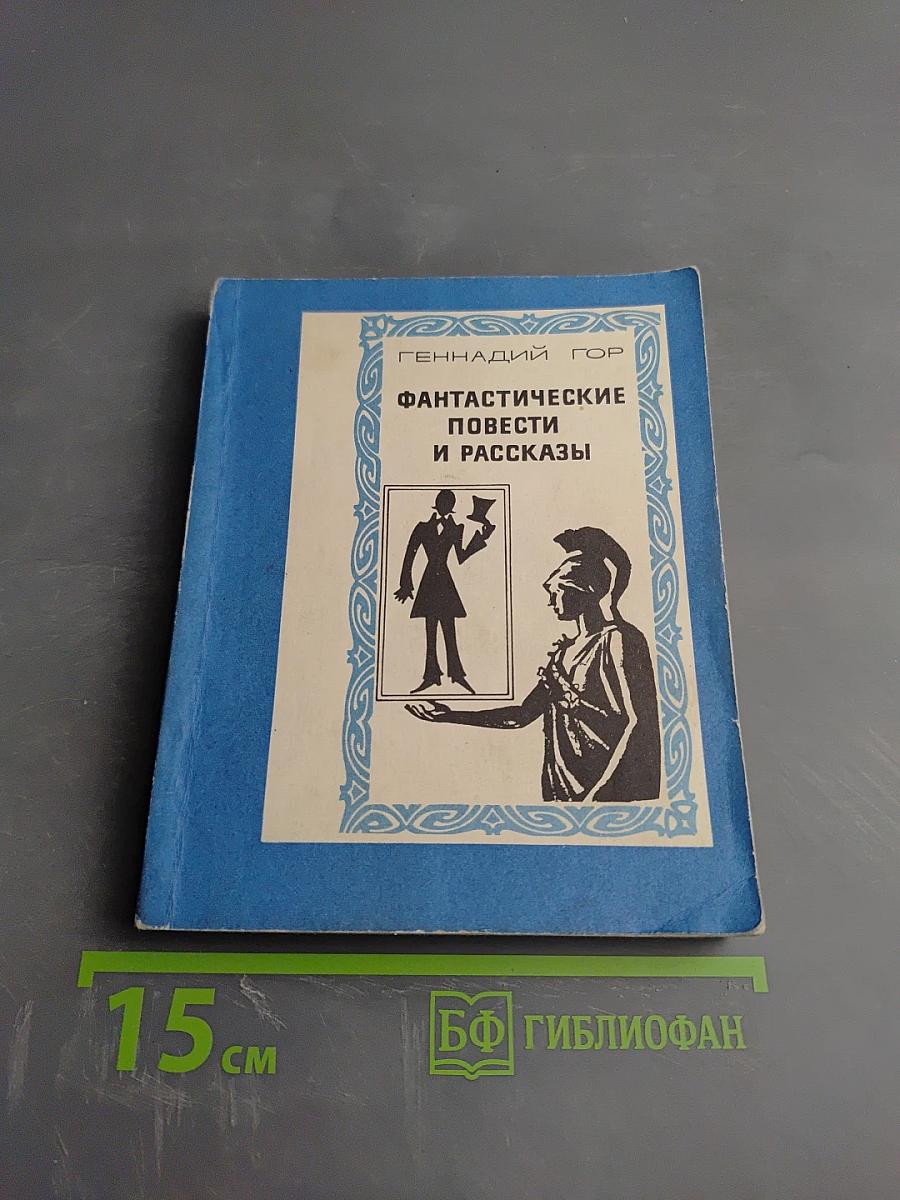 ГЕННАДИЙ ГОР
ФАНТАСТИЧЕСКИЕ
ПОВЕСТИ
И РАССКАЗЫ
15 см
БФ ГИБЛИОФАН